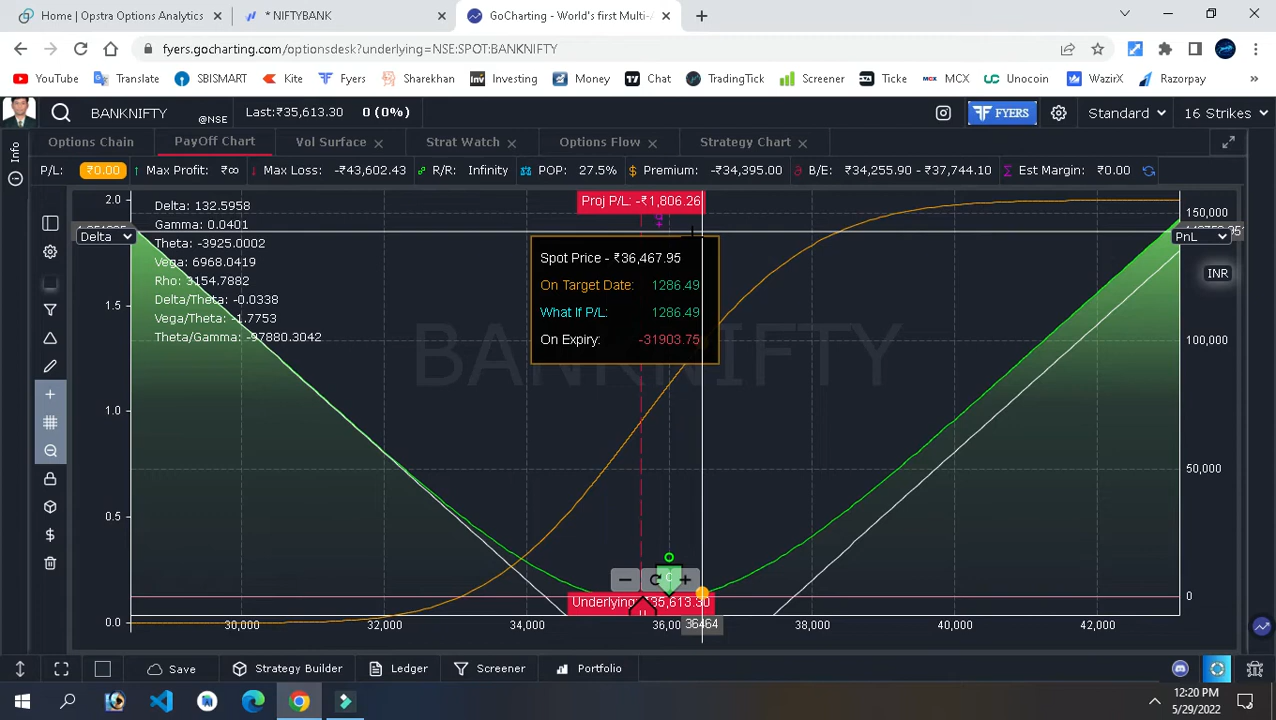 Home | Opstra Options Analytics
* NIFTYBANK
GoCharting - World's first Multi-A
fyers.gocharting.com/optionsdesk?underlying=NSE:SPOT:BANKNIFTY
YouTube Translate SBISMART Kite Fyers Sharekhan Investing Money Chat TradingTick Screener Ticke MCX Unocoin WazirX Razorpay »
BANKNIFTY @NSE Last:₹35,613.30 0 (0%) FYERS Standard 16 Strikes
Info
Options Chain PayOff Chart Vol Surface Strat Watch Options Flow Strategy Chart
P/L: ₹0.00 Max Profit: ₹∞ Max Loss: -₹43,602.43 R/R: Infinity POP: 27.5% Premium: -₹34,395.00 B/E: ₹34,255.90 - ₹37,744.10 Est Margin: ₹0.00
2.0
Proj P/L: -₹1,806.26
Delta: 132.5958
150,000
Gamma: 0.0401
Delta
PnL
Theta: -3925.0002
Vega: 6968.0419
Spot Price - ₹36,467.95
INR
Rho: 3154.7882
On Target Date: 1286.49
Delta/Theta: -0.0338
1.5
Vega/Theta: -1.7753
What If P/L: 1286.49
Theta/Gamma: -97880.3042
On Expiry: -31903.75
100,000
BANKNIFTY
1.0
50,000
0.5
C
Underlying: ₹35,613.30
0
0.0
30,000 32,000 34,000 36464 38,000 40,000 42,000
Save Strategy Builder Ledger Screener Portfolio
12:20 PM
5/29/2022